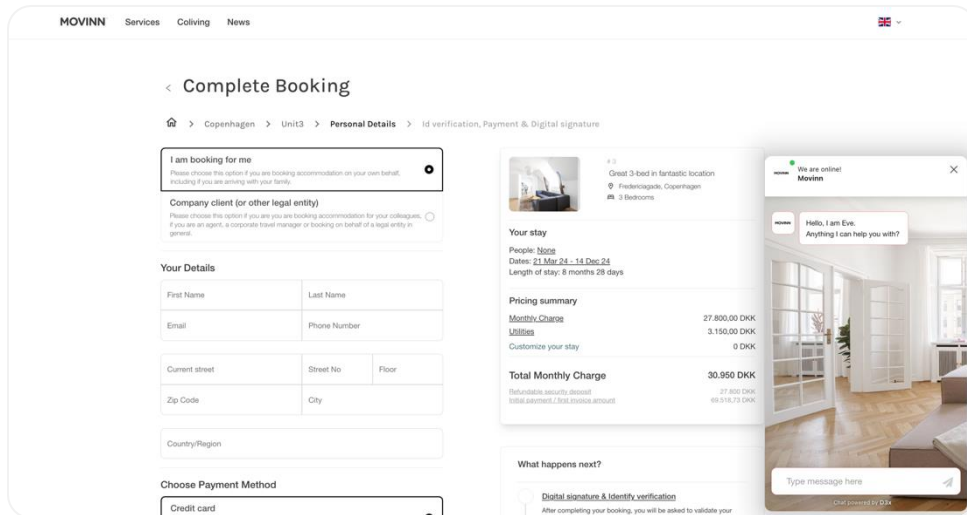 MOVINN
Services
Coliving
News
< Complete Booking
> Copenhagen > Unit3 > Personal Details > Id verification, Payment & Digital signature
I am booking for me
Please choose this option if you are booking accommodation on your own behalf,
including if you are arriving with your family.
Company client (or other legal entity)
Please choose this option if you are you are booking accommodation for your colleagues,
if you are an agent, a corporate travel manager or booking on behalf of a legal entity in
general.
Your Details
First Name
Last Name
Email
Phone Number
Current street
Street No
Floor
Zip Code
City
Country/Region
Choose Payment Method
Credit card
Great 3-bed in fantastic location
Fredericiagade, Copenhagen
3 Bedrooms
Your stay
People: None
Dates: 21 Mar 24 - 14 Dec 24
Length of stay: 8 months 28 days
Pricing summary
Monthly Charge 27.800,00 DKK
Utilities 3.150,00 DKK
Customize your stay 0 DKK
Total Monthly Charge 30.950 DKK
Refundable security deposit 27.800 DKK
Initial payment / first invoice amount 69.518,73 DKK
What happens next?
Digital signature & Identify verification
After completing your booking, you will be asked to validate your
MOVINN
We are online!
Movinn
MOVINN
Hello, I am Eve.
Anything I can help you with?
Type message here
Chat powered by D3x